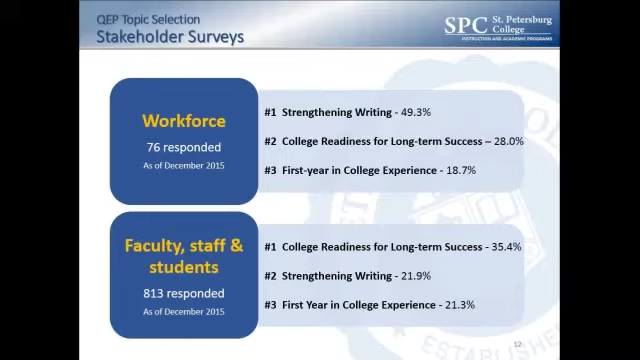 QEP Topic Selection
Stakeholder Surveys
SPC St. Petersburg College
INSTRUCTION AND ACADEMIC PROGRAMS
Workforce
76 responded
As of December 2015
#1 Strengthening Writing - 49.3%
#2 College Readiness for Long-term Success – 28.0%
#3 First-year in College Experience - 18.7%
Faculty, staff &
students
813 responded
As of December 2015
#1 College Readiness for Long-term Success - 35.4%
#2 Strengthening Writing - 21.9%
#3 First Year in College Experience - 21.3%
12